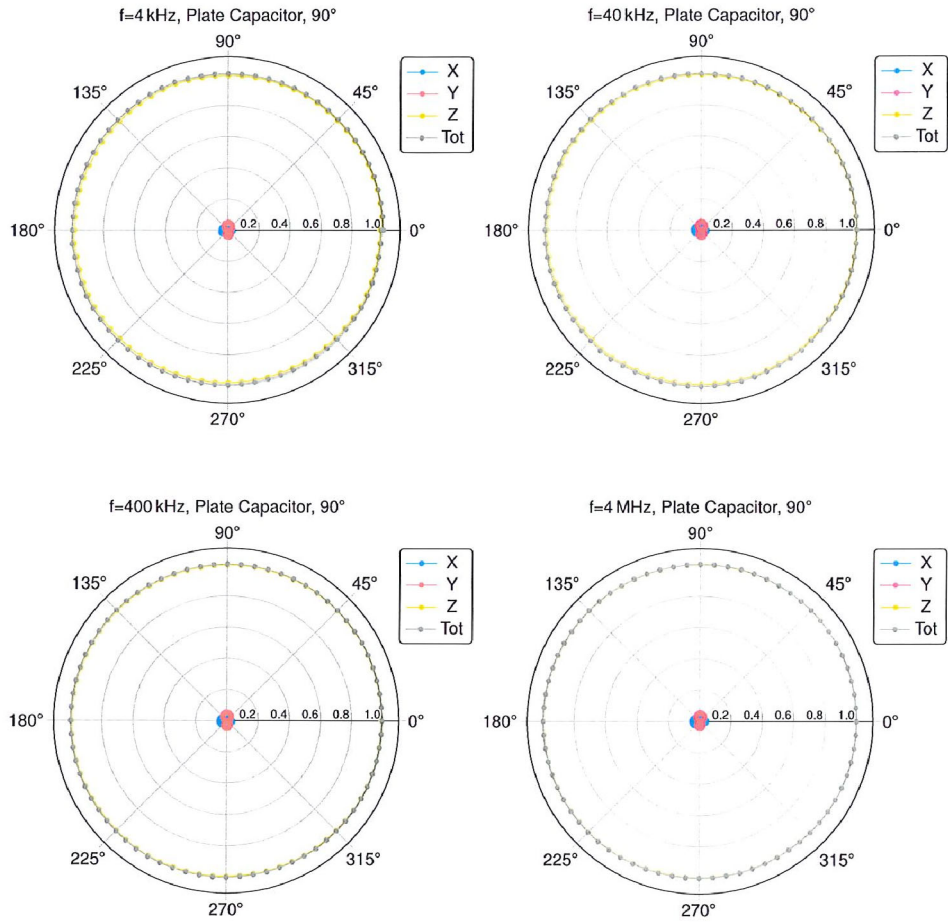 f=4 kHz, Plate Capacitor, 90°
90°
135°
45°
X
Y
Z
Tot
180°
0.2 0.4 0.6 0.8 1.0
0°
225°
315°
270°
f=40 kHz, Plate Capacitor, 90°
90°
135°
45°
X
Y
Z
Tot
180°
0.2 0.4 0.6 0.8 1.0
0°
225°
315°
270°
f=400 kHz, Plate Capacitor, 90°
90°
135°
45°
X
Y
Z
Tot
180°
0.2 0.4 0.6 0.8 1.0
0°
225°
315°
270°
f=4 MHz, Plate Capacitor, 90°
90°
135°
45°
X
Y
Z
Tot
180°
0.2 0.4 0.6 0.8 1.0
0°
225°
315°
270°